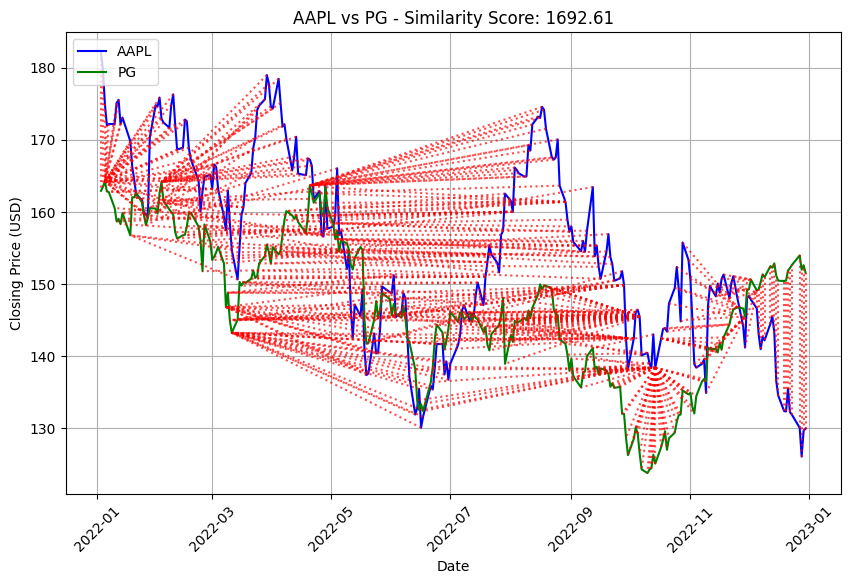 AAPL vs PG - Similarity Score: 1692.61
AAPL
PG
Closing Price (USD)
180
170
160
150
140
130
2022-01
2022-03
2022-05
2022-07
2022-09
2022-11
2023-01
Date